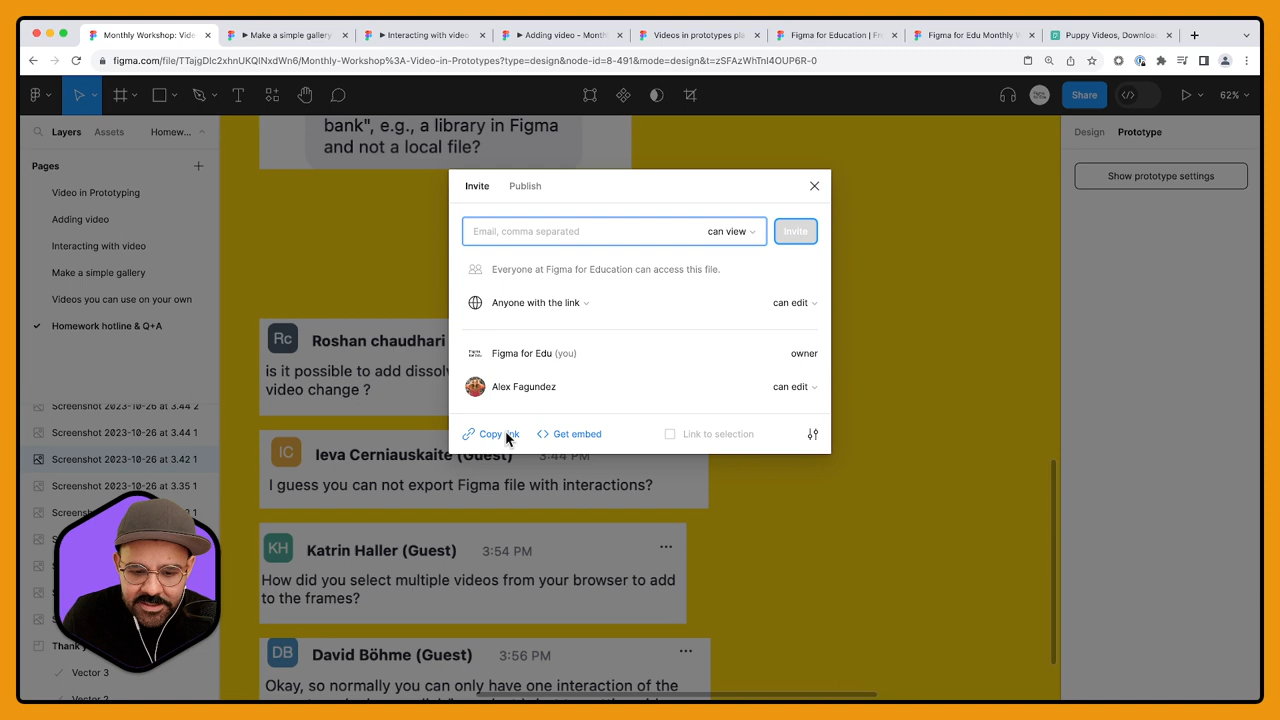 Monthly Workshop: Vide
Make a simple gallery
Interacting with video
Adding video - Month
Videos in prototypes pla
Figma for Education | Fr
Figma for Edu Monthly W
Puppy Videos, Downloa
figma.com/file/TTajgDlc2xhnUKQlNxdWn6/Monthly-Workshop%3A-Video-in-Prototypes?type=design&node-id=8-491&mode=design&t=zSFAzWhTnI4OUP6R-0
Share
62%
Layers
Assets
Homew...
Pages
Video in Prototyping
Adding video
Interacting with video
Make a simple gallery
Videos you can use on your own
Homework hotline & Q+A
Screenshot 2023-10-26 at 3.44 2
Screenshot 2023-10-26 at 3.44 1
Screenshot 2023-10-26 at 3.42 1
Screenshot 2023-10-26 at 3.35 1
Vector 3
bank", e.g., a library in Figma
and not a local file?
Rc
Roshan chaudhari
is it possible to add dissol
video change ?
IC
Ieva Cerniauskaite (Guest)
3:44 PM
I guess you can not export Figma file with interactions?
KH
Katrin Haller (Guest)
3:54 PM
How did you select multiple videos from your browser to add
to the frames?
DB
David Böhme (Guest)
3:56 PM
Okay, so normally you can only have one interaction of the
Invite
Publish
Email, comma separated
can view
Invite
Everyone at Figma for Education can access this file.
Anyone with the link
can edit
Figma for Edu (you)
owner
Alex Fagundez
can edit
Copy link
Get embed
Link to selection
Design
Prototype
Show prototype settings